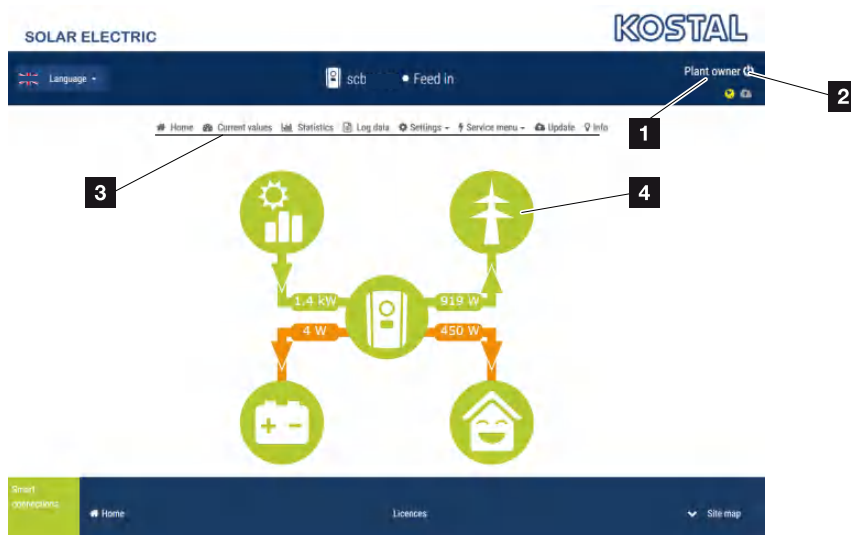 SOLAR ELECTRIC
KOSTAL
Language
scb
Feed in
Plant owner
2
1
Home Current values Statistics Log data Settings Service menu Update Info
3
4
1,4 kW
919 W
4 W
450 W
+ -
Smart
connections
Home
Licences
Site map